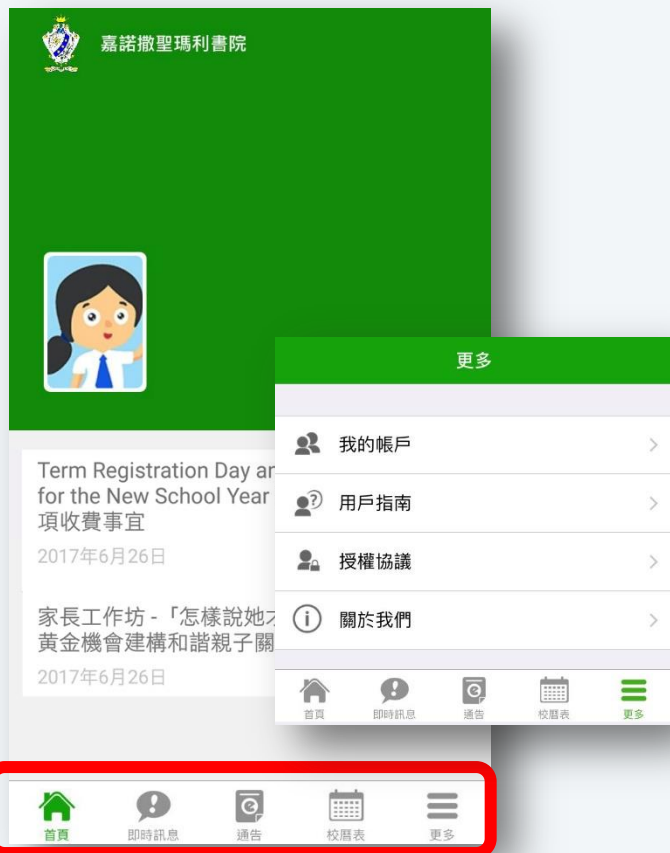 嘉諾撒聖瑪利書院
Term Registration Day an
for the New School Year
項收費事宜
2017年6月26日
家長工作坊 -「怎樣說她才
黃金機會建構和諧親子關
2017年6月26日
首頁
即時訊息
通告
校曆表
更多
更多
我的帳戶
用戶指南
授權協議
關於我們
首頁
即時訊息
通告
校曆表
更多